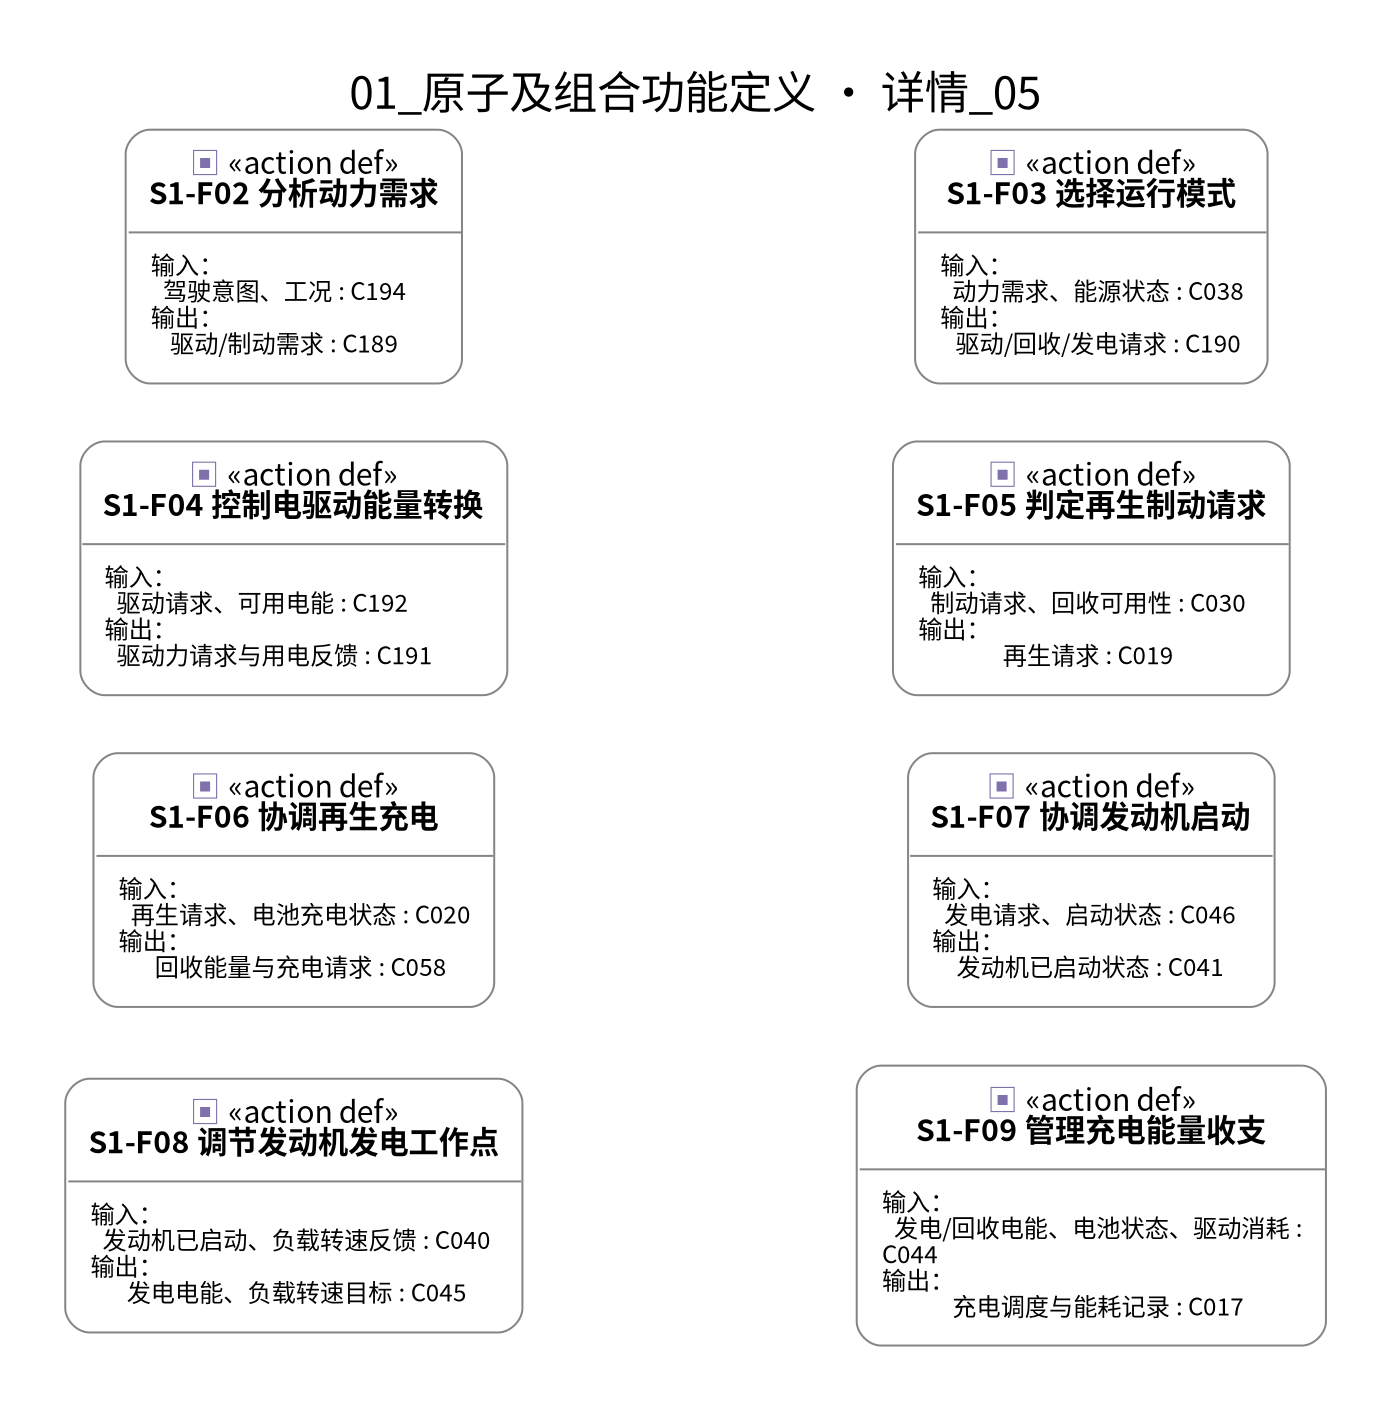 01_原子及组合功能定义 · 详情_05
«action def»
S1-F02 分析动力需求
输入：
驾驶意图、工况 : C194
输出：
驱动/制动需求 : C189
«action def»
S1-F03 选择运行模式
输入：
动力需求、能源状态 : C038
输出：
驱动/回收/发电请求 : C190
«action def»
S1-F04 控制电驱动能量转换
输入：
驱动请求、可用电能 : C192
输出：
驱动力请求与用电反馈 : C191
«action def»
S1-F05 判定再生制动请求
输入：
制动请求、回收可用性 : C030
输出：
再生请求 : C019
«action def»
S1-F06 协调再生充电
输入：
再生请求、电池充电状态 : C020
输出：
回收能量与充电请求 : C058
«action def»
S1-F07 协调发动机启动
输入：
发电请求、启动状态 : C046
输出：
发动机已启动状态 : C041
«action def»
S1-F08 调节发动机发电工作点
输入：
发动机已启动、负载转速反馈 : C040
输出：
发电电能、负载转速目标 : C045
«action def»
S1-F09 管理充电能量收支
输入：
发电/回收电能、电池状态、驱动消耗 :
C044
输出：
充电调度与能耗记录 : C017